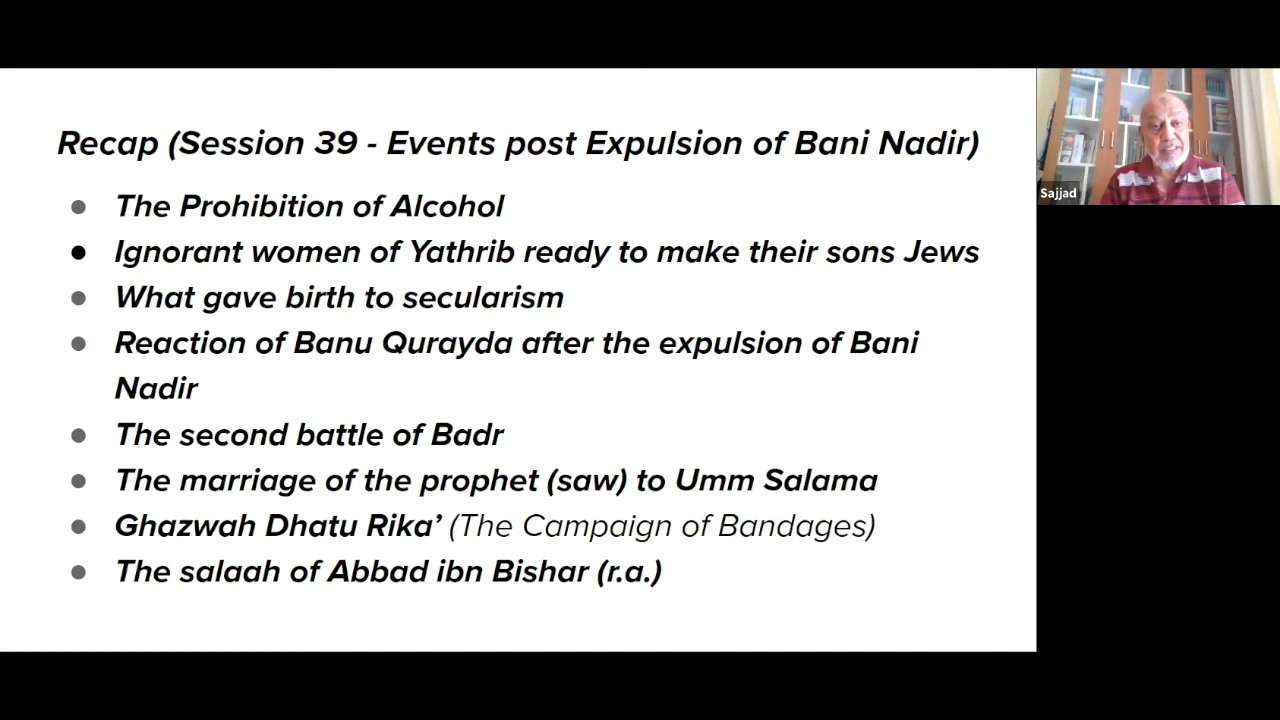 Recap (Session 39 - Events post Expulsion of Bani Nadir)
● The Prohibition of Alcohol
● Ignorant women of Yathrib ready to make their sons Jews
● What gave birth to secularism
● Reaction of Banu Qurayda after the expulsion of Bani
Nadir
● The second battle of Badr
● The marriage of the prophet (saw) to Umm Salama
● Ghazwah Dhatu Rika’ (The Campaign of Bandages)
● The salaah of Abbad ibn Bishar (r.a.)
Sajjad